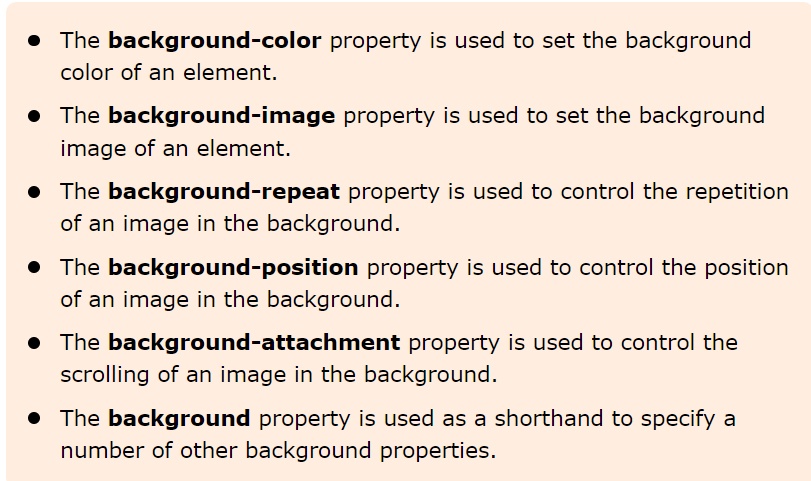 ● The background-color property is used to set the background
color of an element.
● The background-image property is used to set the background
image of an element.
● The background-repeat property is used to control the repetition
of an image in the background.
● The background-position property is used to control the position
of an image in the background.
● The background-attachment property is used to control the
scrolling of an image in the background.
● The background property is used as a shorthand to specify a
number of other background properties.